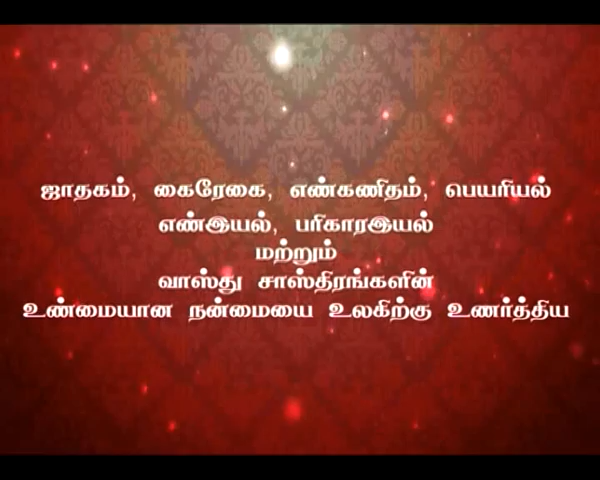 ஜாதகம், கைரேகை, எண்கணிதம், பெயரியல்
எண்இயல், பரிகாரஇயல்
மற்றும்
வாஸ்து சாஸ்திரங்களின்
உண்மையான நன்மையை உலகிற்கு உணர்த்திய